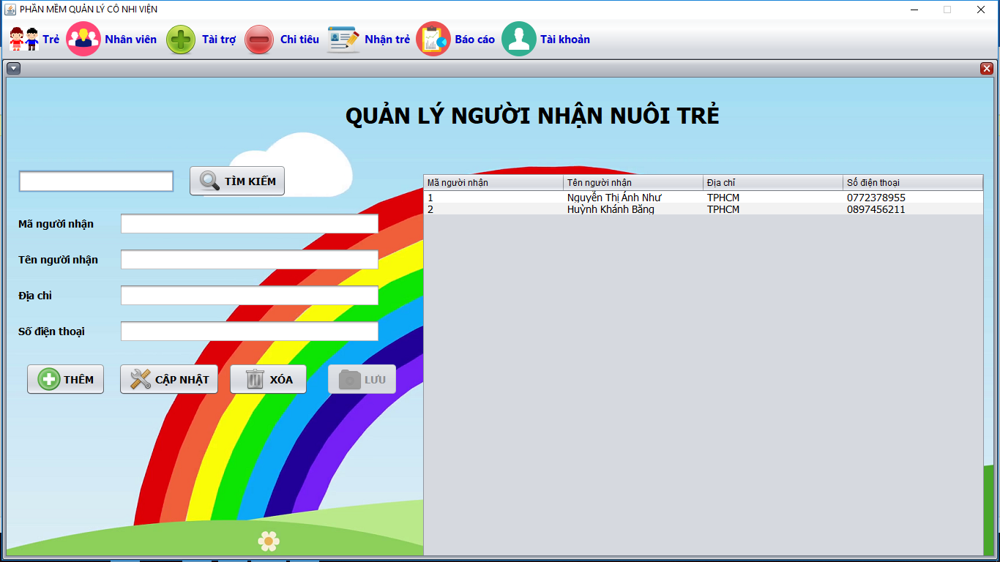 PHẦN MỀM QUẢN LÝ CÔ NHI VIỆN
Trẻ Nhân viên Tài trợ Chi tiêu Nhận trẻ Báo cáo Tài khoản
QUẢN LÝ NGƯỜI NHẬN NUÔI TRẺ
TÌM KIẾM
Mã người nhận
Tên người nhận
Địa chỉ
Số điện thoại
THÊM CẬP NHẬT XÓA LƯU
Mã người nhận Tên người nhận Địa chỉ Số điện thoại
1 Nguyễn Thị Ánh Như TPHCM 0772378955
2 Huỳnh Khánh Băng TPHCM 0897456211